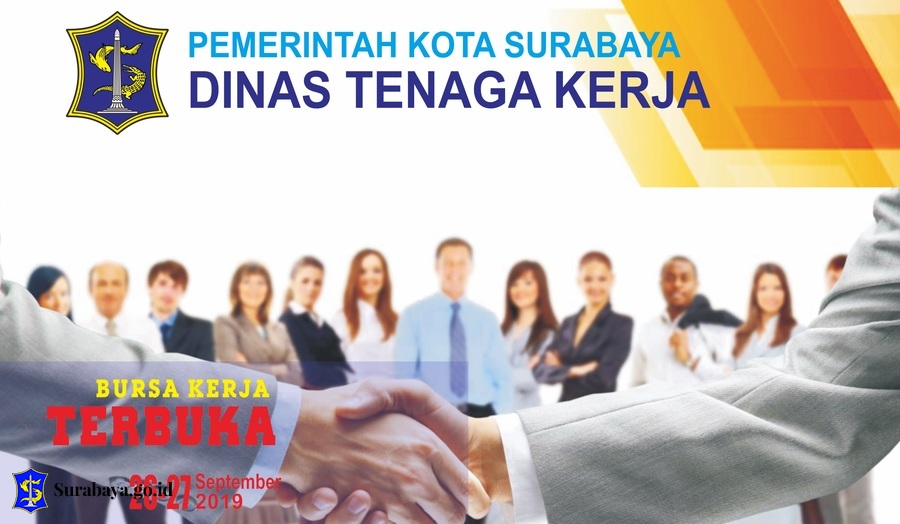 PEMERINTAH KOTA SURABAYA
DINAS TENAGA KERJA
BURSA KERJA
TERBUKA
26-27 September
2019
Surabaya.go.id